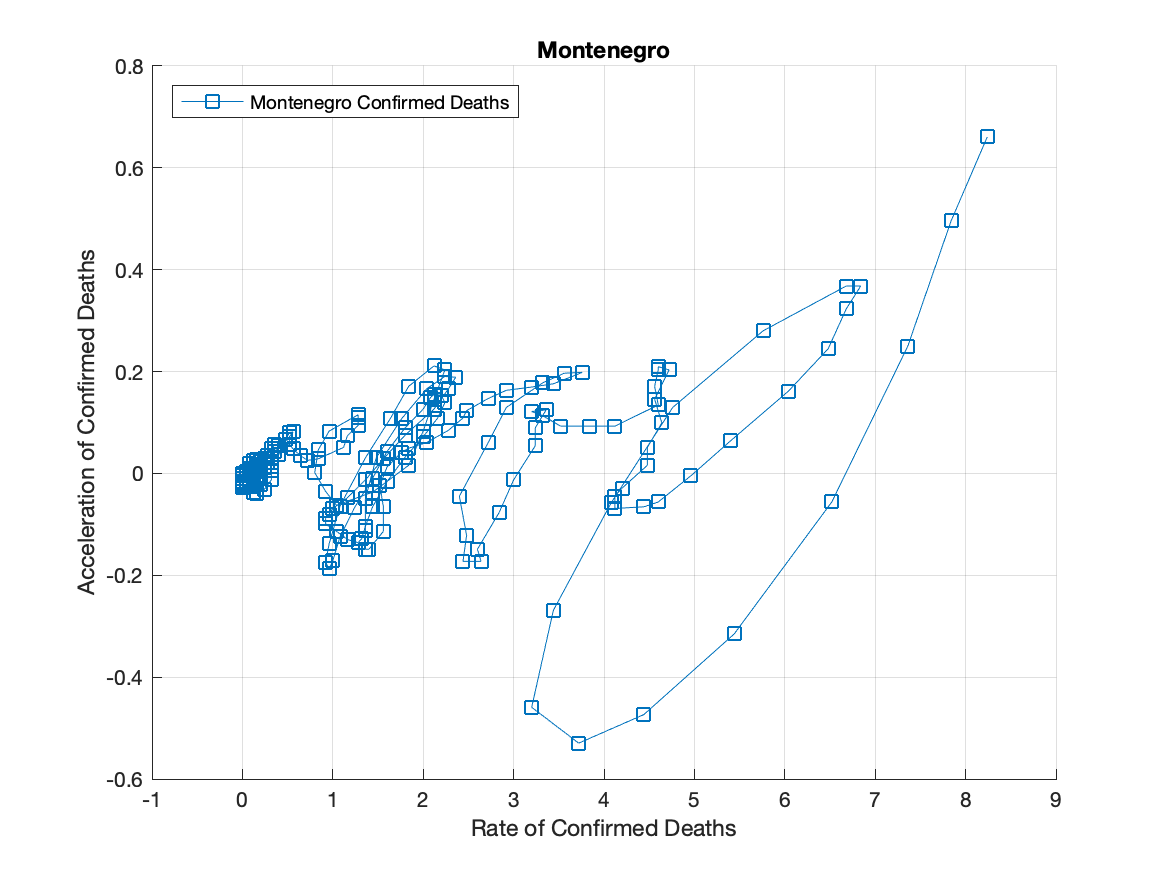 Montenegro
0.8
Montenegro Confirmed Deaths
0.6
0.4
0.2
0
-0.2
-0.4
-0.6
Acceleration of Confirmed Deaths
-1 0 1 2 3 4 5 6 7 8 9
Rate of Confirmed Deaths